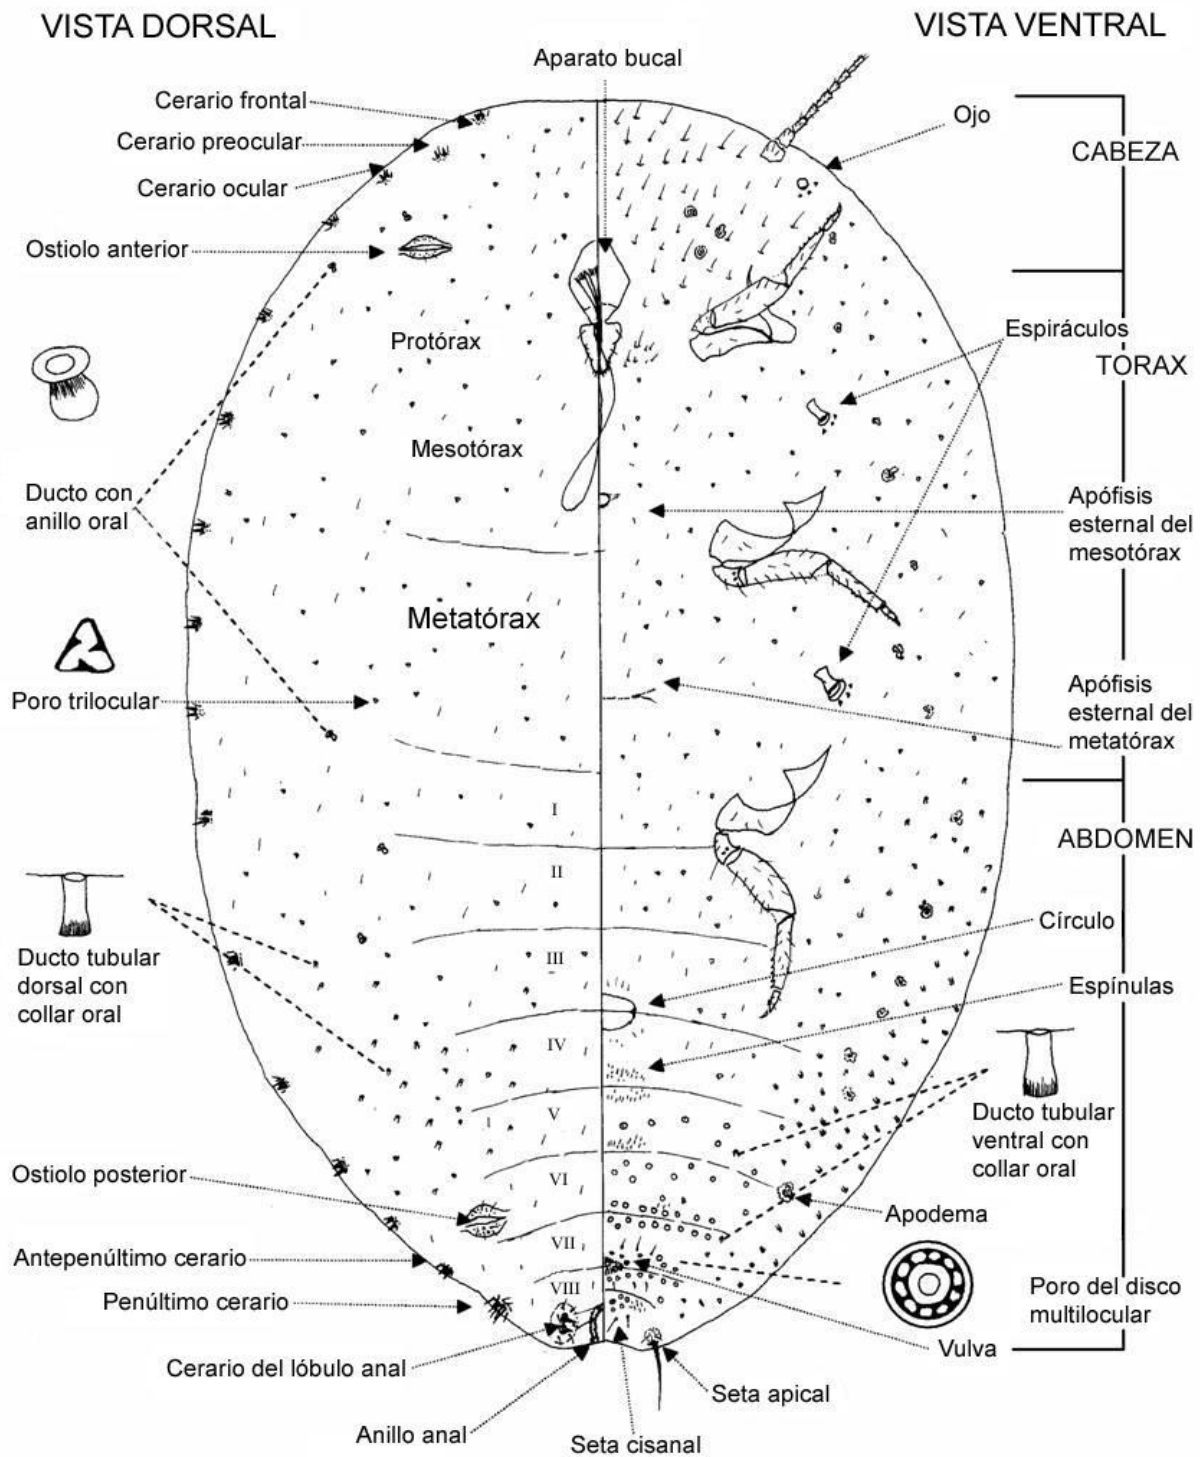 VISTA DORSAL
VISTA VENTRAL
Aparato bucal
Cerario frontal
Cerario preocular
Cerario ocular
Ostiolo anterior
Ojo
CABEZA
Protórax
Espiráculos
TORAX
Mesotórax
Ducto con
anillo oral
Apófisis
esternal del
mesotórax
Metatórax
Poro trilocular
Apófisis
esternal del
metatórax
I
ABDOMEN
II
Círculo
Ducto tubular
dorsal con
collar oral
III
Espínulas
IV
V
Ducto tubular
ventral con
collar oral
Ostiolo posterior
VI
Apodema
VII
Antepenúltimo cerario
VIII
Poro del disco
multilocular
Penúltimo cerario
Vulva
Cerario del lóbulo anal
Seta apical
Anillo anal
Seta cisanal